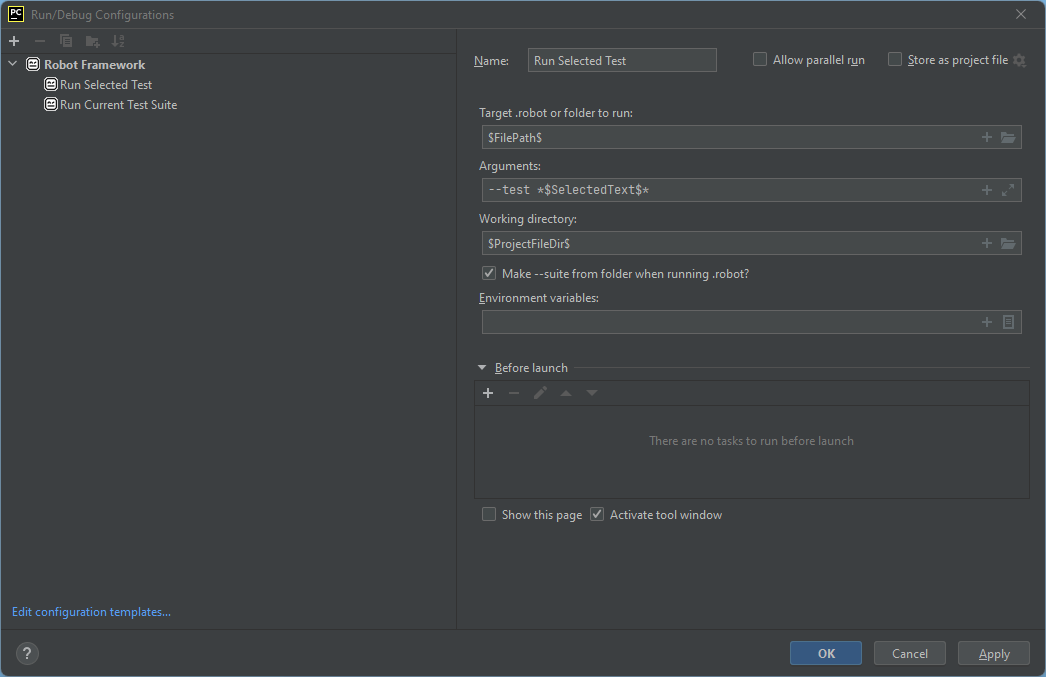 PC Run/Debug Configurations
Robot Framework
Run Selected Test
Run Current Test Suite
Edit configuration templates...
Name: Run Selected Test Allow parallel run Store as project file
Target .robot or folder to run:
$FilePath$
Arguments:
--test *$SelectedText$*
Working directory:
$ProjectFileDir$
Make --suite from folder when running .robot?
Environment variables:
Before launch
There are no tasks to run before launch
Show this page Activate tool window
? OK Cancel Apply